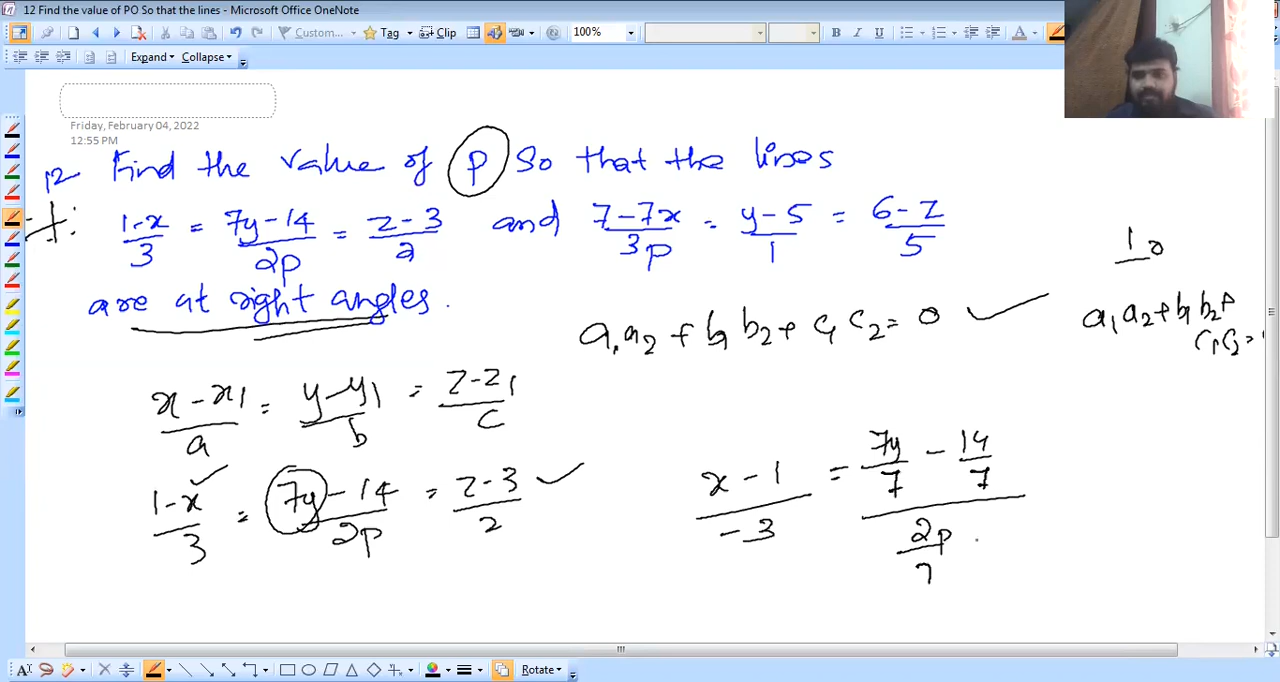 12 Find the value of PO So that the lines - Microsoft Office OneNote
Custom... Tag Clip 100% B I U
Expand Collapse
Friday, February 04, 2022
12:55 PM
12 Find the value of p So that the lines
(1-x)/3 = (7y-14)/2p = (z-3)/2 and (7-7x)/3p = (y-5)/1 = (6-z)/5
are at right angles.
a1a2 + b1b2 + c1c2 = 0
a1a2 + b1b2 +
c1c2 =
(x-x1)/a = (y-y1)/b = (z-z1)/c
(1-x)/3 = (7y-14)/2p = (z-3)/2
(x-1)/-3 = (7y/7 - 14/7)/(2p/7)
Rotate